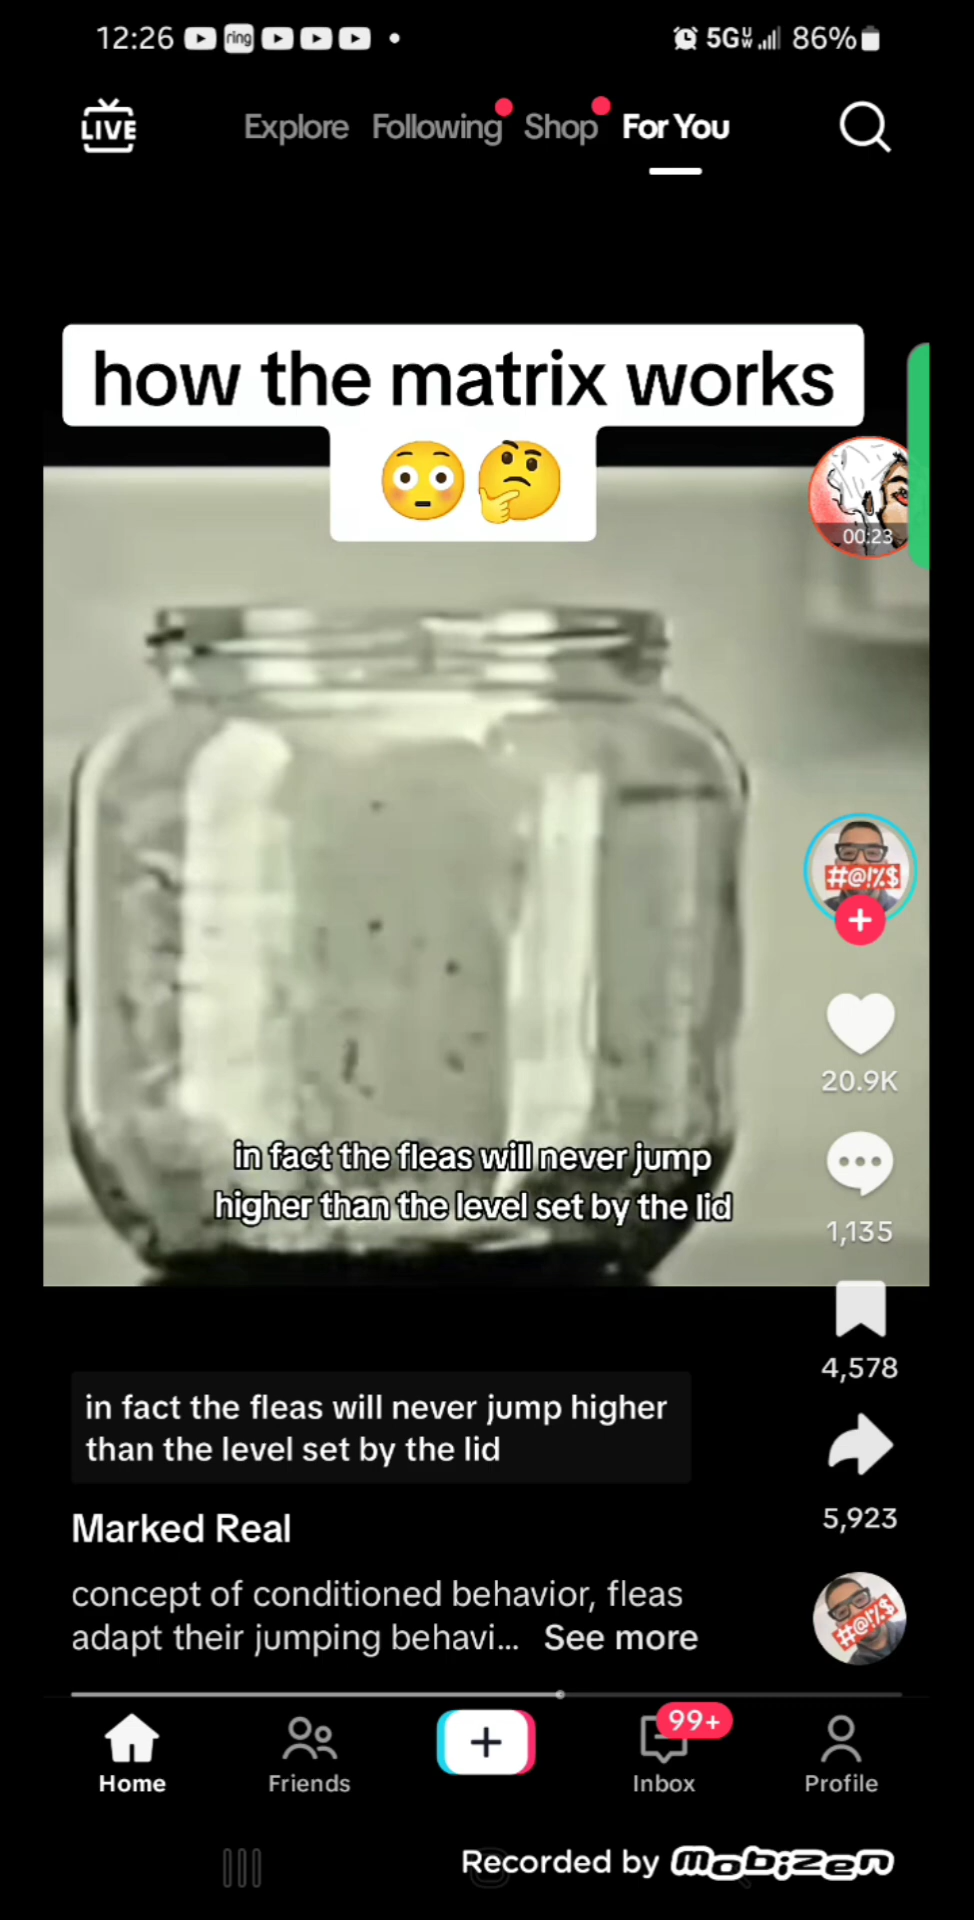 12:26 ring 5G UW 86%
LIVE Explore Following Shop For You
how the matrix works
00:23
#@!%$
20.9K
in fact the fleas will never jump
higher than the level set by the lid
1,135
4,578
in fact the fleas will never jump higher
than the level set by the lid
5,923
Marked Real
concept of conditioned behavior, fleas
adapt their jumping behavi... See more
#@!%$
99+
Home Friends Inbox Profile
Recorded by mobizen